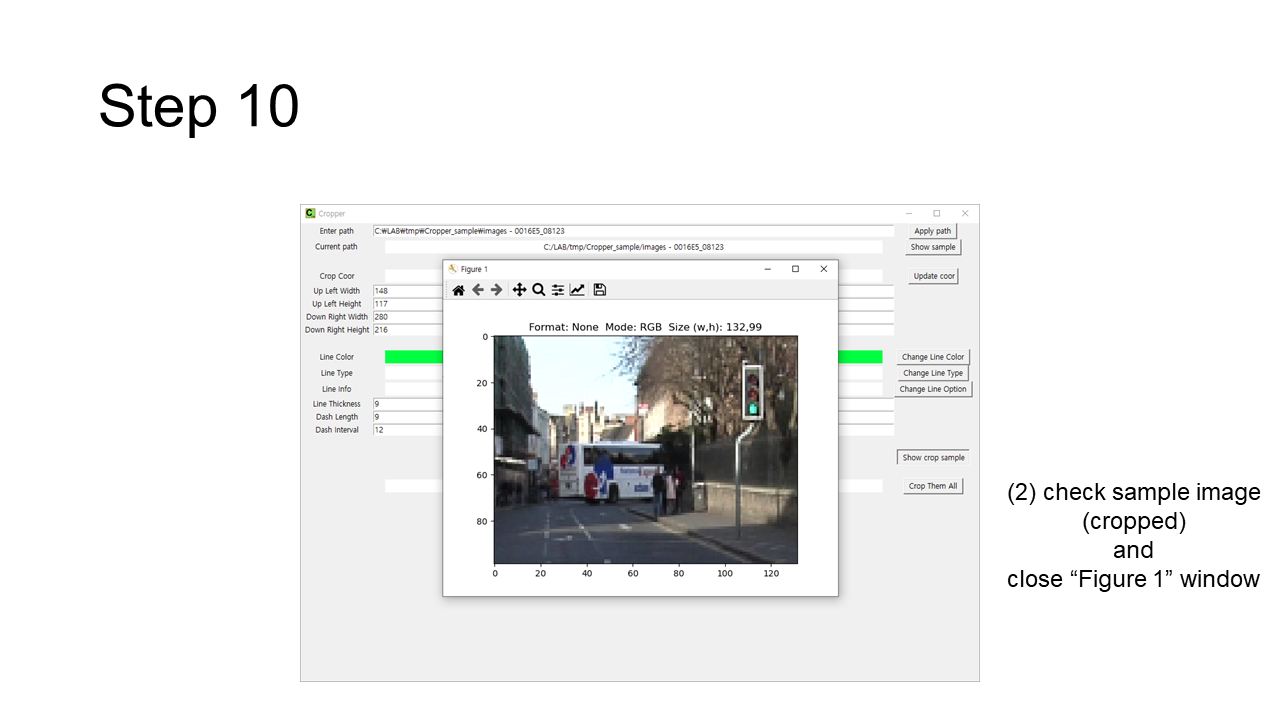 Step 10
Cropper
Enter path
C:₩LAB₩tmp₩Cropper_sample₩images - 0016E5_08123
Apply path
Current path
C:/LAB/tmp/Cropper_sample/images - 0016E5_08123
Show sample
Figure 1
Crop Coor
Update coor
Up Left Width
148
Up Left Height
117
Down Right Width
280
Down Right Height
216
Format: None Mode: RGB Size (w,h): 132,99
Line Color
Change Line Color
Line Type
Change Line Type
Line Info
Change Line Option
Line Thickness
9
Dash Length
9
Dash Interval
12
Show crop sample
Crop Them All
0
20
40
60
80
0
20
40
60
80
100
120
(2) check sample image
(cropped)
and
close “Figure 1” window